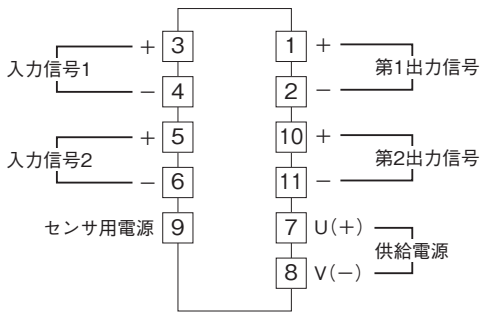 + 3 1 +
入力信号1 第1出力信号
− 4 2 −
+ 5 10 +
入力信号2 第2出力信号
− 6 11 −
センサ用電源 9 7 U(+)
供給電源
8 V(−)